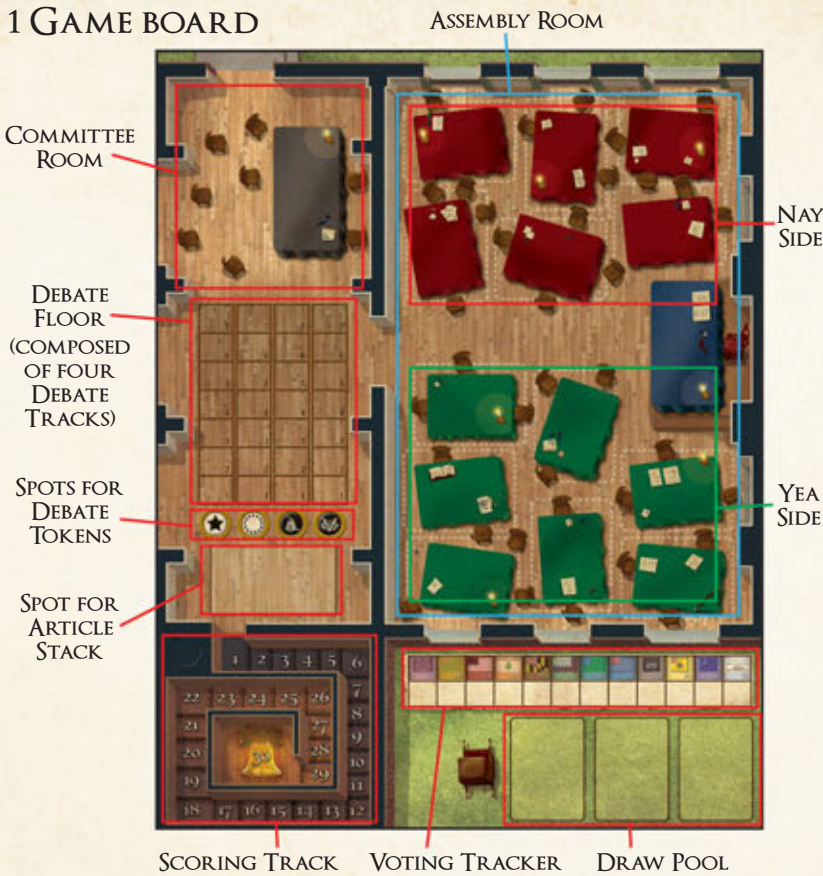 1 Game board
Assembly Room
Committee
Room
Nay
Side
Debate
Floor
(composed
of four
Debate
Tracks)
Spots for
Debate
Tokens
Yea
Side
Spot for
Article
Stack
1 2 3 4 5 6
7
8
9
10
11
18 17 16 15 14 13 12
19
20
21
22 23 24 25 26
27
28
29
30
Scoring Track Voting Tracker Draw Pool